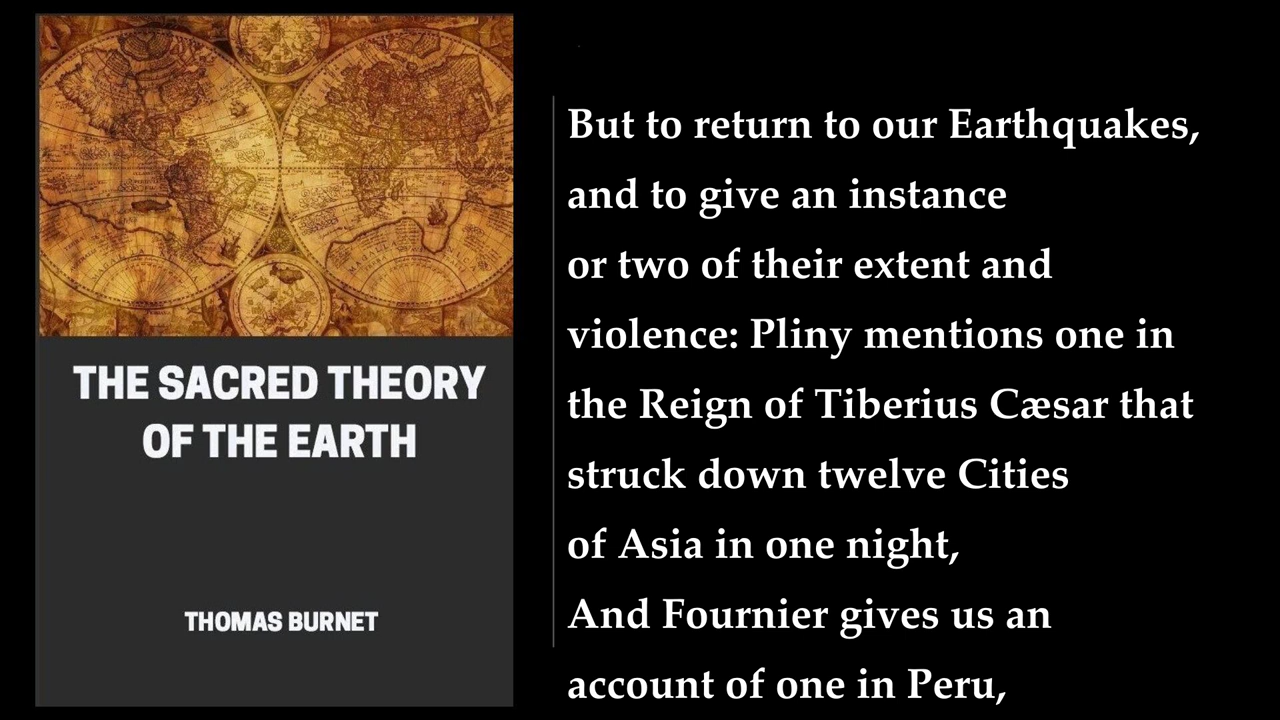 THE SACRED THEORY
OF THE EARTH
THOMAS BURNET
But to return to our Earthquakes,
and to give an instance
or two of their extent and
violence: Pliny mentions one in
the Reign of Tiberius Cæsar that
struck down twelve Cities
of Asia in one night,
And Fournier gives us an
account of one in Peru,